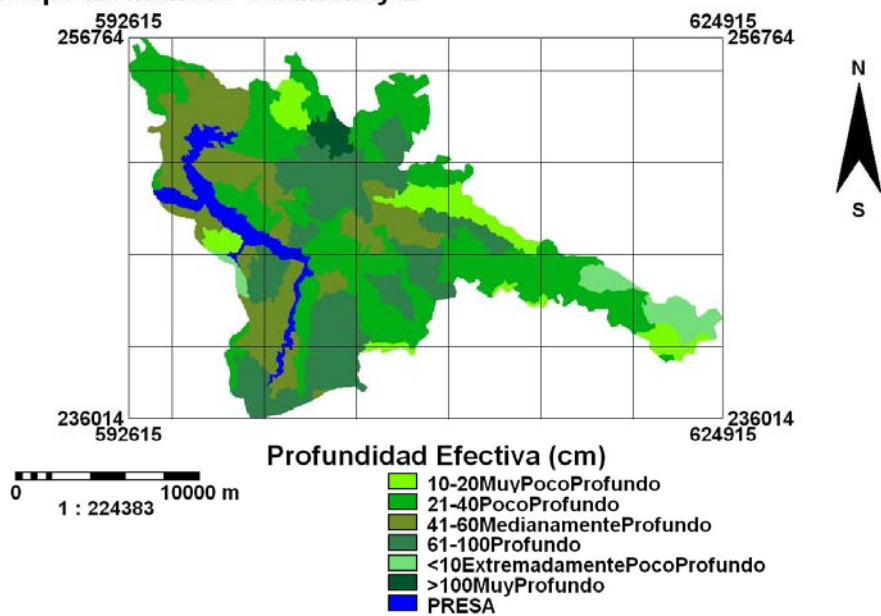 592615 624915
256764 256764
N
S
236014 236014
592615 624915
Profundidad Efectiva (cm)
0 10000 m
1 : 224383
10-20MuyPocoProfundo
21-40PocoProfundo
41-60MedianamenteProfundo
61-100Profundo
<10ExtremadamentePocoProfundo
>100MuyProfundo
PRESA